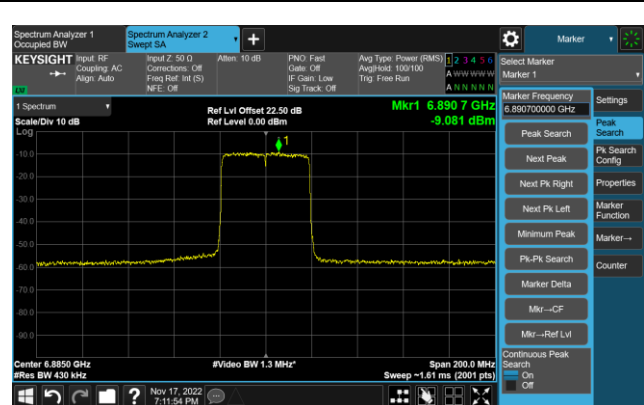 Spectrum Analyzer 1
Occupied BW
Spectrum Analyzer 2
Swept SA
+
Marker
KEYSIGHT
Input: RF
Coupling: AC
Align: Auto
Input Z: 50 Ω
Corrections: Off
Freq Ref: Int (S)
NFE: Off
Atten: 10 dB
PNO: Fast
Gate: Off
IF Gain: Low
Sig Track: Off
Avg Type: Power (RMS)
Avg|Hold: 100/100
Trig: Free Run
1 2 3 4 5 6
A W W W W W
A N N N N N
LXI
Select Marker
Marker 1
1 Spectrum
Scale/Div 10 dB
Log
Ref Lvl Offset 22.50 dB
Ref Level 0.00 dBm
Mkr1 6.890 7 GHz
-9.081 dBm
1
-10.0
-20.0
-30.0
-40.0
-50.0
-60.0
-70.0
-80.0
-90.0
Center 6.8850 GHz
#Res BW 430 kHz
#Video BW 1.3 MHz*
Span 200.0 MHz
Sweep ~1.61 ms (2001 pts)
Marker Frequency
6.890700000 GHz
Peak Search
Next Peak
Next Pk Right
Next Pk Left
Minimum Peak
Pk-Pk Search
Marker Delta
Mkr→CF
Mkr→Ref Lvl
Continuous Peak
Search
On
Off
Settings
Peak
Search
Pk Search
Config
Properties
Marker
Function
Marker→
Counter
?
Nov 17, 2022
7:11:54 PM